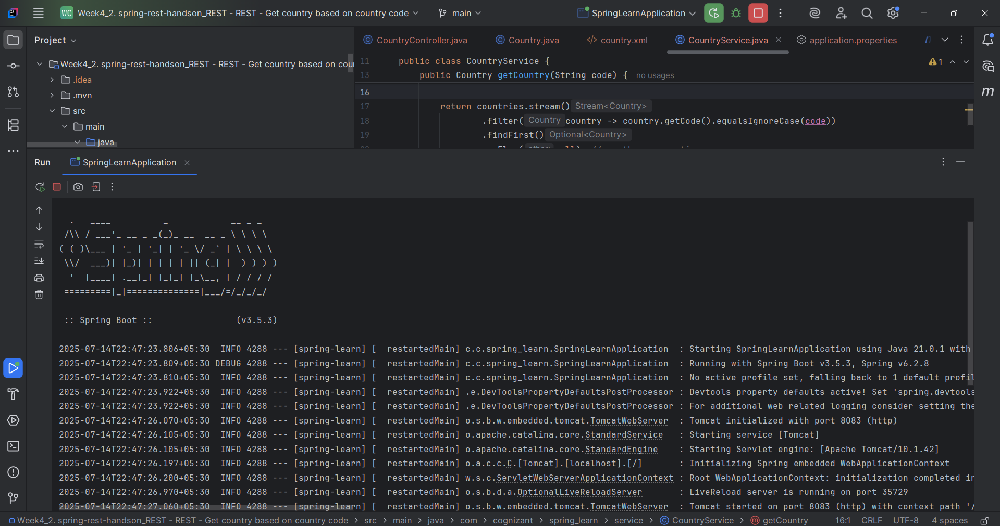 WC Week4_2. spring-rest-handson_REST - REST - Get country based on country code main SpringLearnApplication
Project
CountryController.java Country.java country.xml CountryService.java application.properties
Week4_2. spring-rest-handson_REST - REST - Get country based on cou
.idea
.mvn
src
main
java
11 public class CountryService {
1
13 public Country getCountry(String code) { no usages
16
17 return countries.stream() Stream<Country>
18 .filter( Country country -> country.getCode().equalsIgnoreCase(code))
19 .findFirst() Optional<Country>
Run SpringLearnApplication
  .   ____          _            __ _ _
 /\\ / ___'_ __ _ _(_)_ __  __ _ \ \ \ \
( ( )\___ | '_ | '_| | '_ \/ _` | \ \ \ \
 \\/  ___)| |_)| | | | | || (_| |  ) ) ) )
  '  |____| .__|_| |_|_| |_\__, | / / / /
 =========|_|==============|___/=/_/_/_/
 :: Spring Boot ::                (v3.5.3)
2025-07-14T22:47:23.806+05:30  INFO 4288 --- [spring-learn] [  restartedMain] c.c.spring_learn.SpringLearnApplication  : Starting SpringLearnApplication using Java 21.0.1 with
2025-07-14T22:47:23.809+05:30 DEBUG 4288 --- [spring-learn] [  restartedMain] c.c.spring_learn.SpringLearnApplication  : Running with Spring Boot v3.5.3, Spring v6.2.8
2025-07-14T22:47:23.810+05:30  INFO 4288 --- [spring-learn] [  restartedMain] c.c.spring_learn.SpringLearnApplication  : No active profile set, falling back to 1 default profil
2025-07-14T22:47:23.922+05:30  INFO 4288 --- [spring-learn] [  restartedMain] .e.DevToolsPropertyDefaultsPostProcessor : Devtools property defaults active! Set 'spring.devtools
2025-07-14T22:47:23.922+05:30  INFO 4288 --- [spring-learn] [  restartedMain] .e.DevToolsPropertyDefaultsPostProcessor : For additional web related logging consider setting the
2025-07-14T22:47:26.070+05:30  INFO 4288 --- [spring-learn] [  restartedMain] o.s.b.w.embedded.tomcat.TomcatWebServer  : Tomcat initialized with port 8083 (http)
2025-07-14T22:47:26.105+05:30  INFO 4288 --- [spring-learn] [  restartedMain] o.apache.catalina.core.StandardService   : Starting service [Tomcat]
2025-07-14T22:47:26.105+05:30  INFO 4288 --- [spring-learn] [  restartedMain] o.apache.catalina.core.StandardEngine    : Starting Servlet engine: [Apache Tomcat/10.1.42]
2025-07-14T22:47:26.197+05:30  INFO 4288 --- [spring-learn] [  restartedMain] o.a.c.c.C.[Tomcat].[localhost].[/]       : Initializing Spring embedded WebApplicationContext
2025-07-14T22:47:26.200+05:30  INFO 4288 --- [spring-learn] [  restartedMain] w.s.c.ServletWebServerApplicationContext : Root WebApplicationContext: initialization completed in
2025-07-14T22:47:26.970+05:30  INFO 4288 --- [spring-learn] [  restartedMain] o.s.b.d.a.OptionalLiveReloadServer       : LiveReload server is running on port 35729
2025-07-14T22:47:27.060+05:30  INFO 4288 --- [spring-learn] [  restartedMain] o.s.b.w.embedded.tomcat.TomcatWebServer  : Tomcat started on port 8083 (http) with context path '/
Week4_2. spring-rest-handson_REST - REST - Get country based on country code > src > main > java > com > cognizant > spring_learn > service > CountryService > getCountry 16:1 CRLF UTF-8 4 spaces